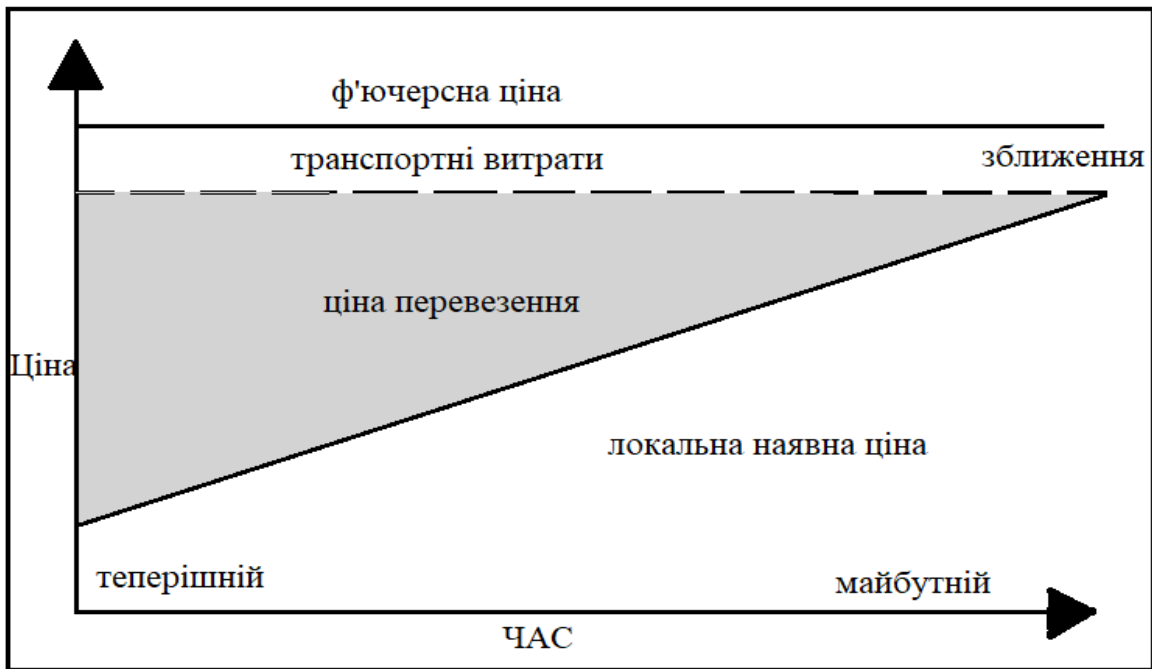 ф'ючерсна ціна
транспортні витрати
зближення
ціна перевезення
Ціна
локальна наявна ціна
теперішній
майбутній
ЧАС